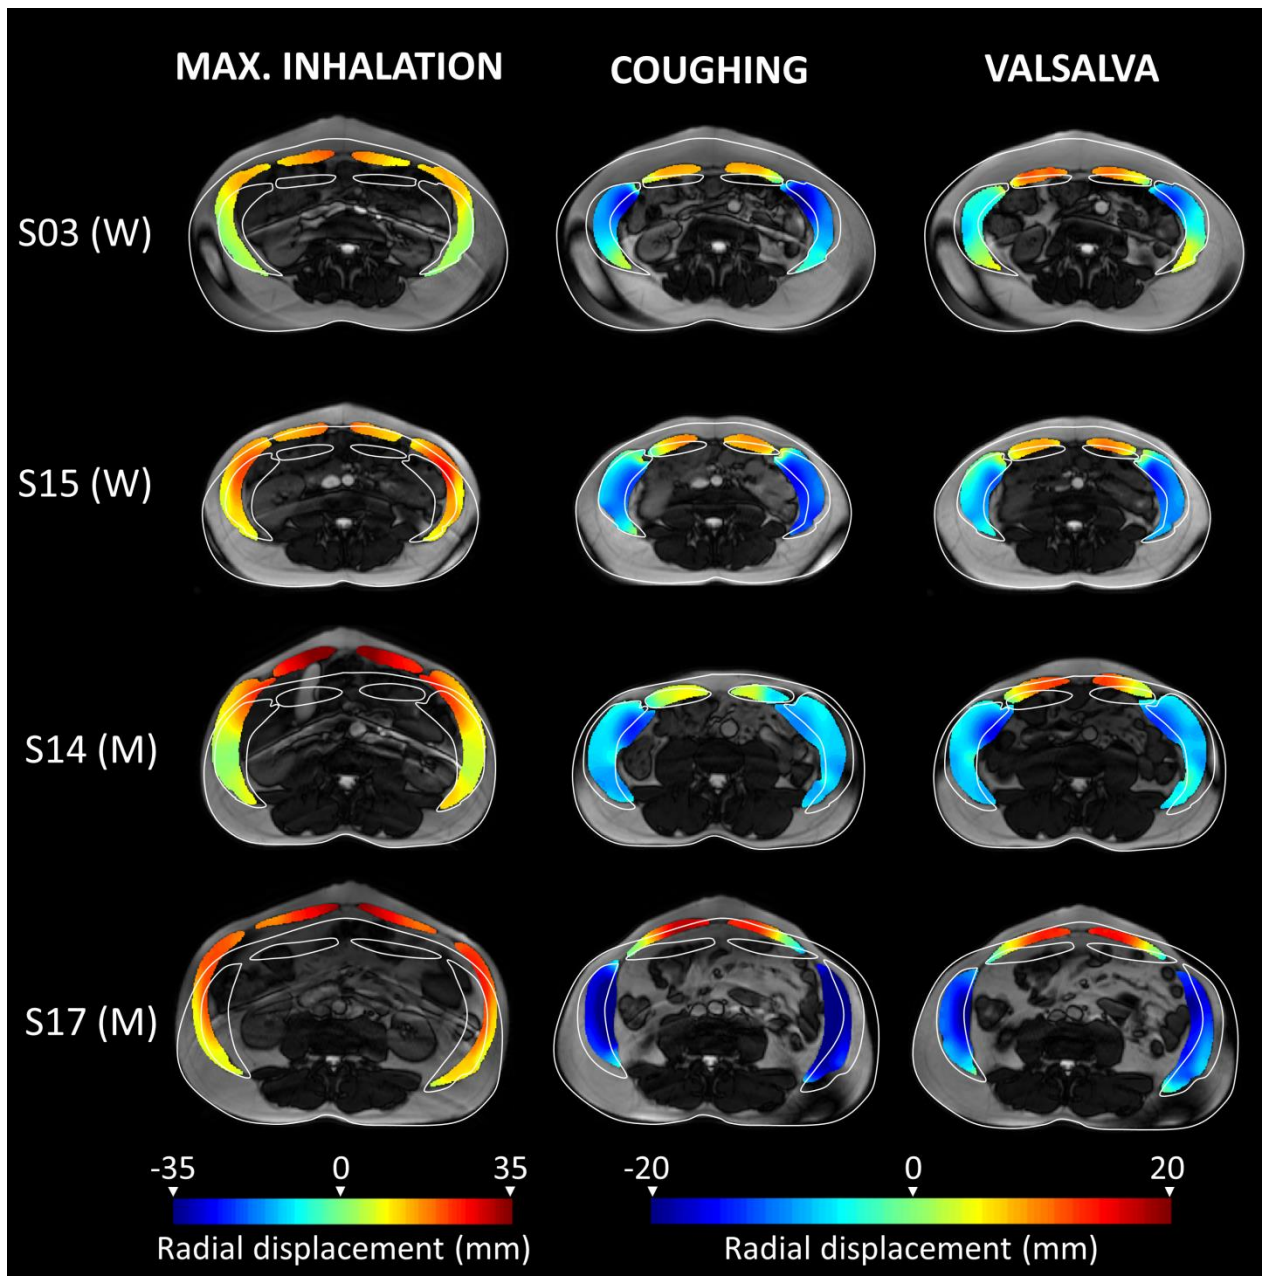 MAX. INHALATION COUGHING VALSALVA
S03 (W)
S15 (W)
S14 (M)
S17 (M)
-35 0 35 -20 0 20
Radial displacement (mm) Radial displacement (mm)